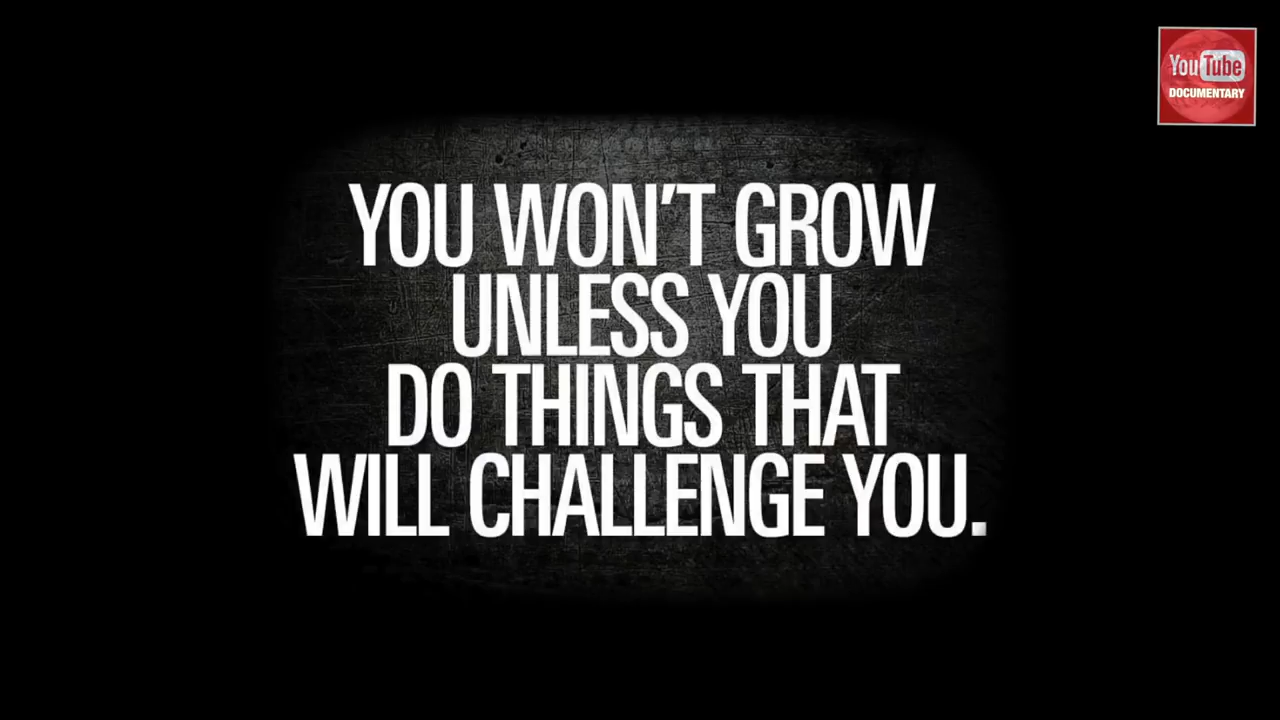 YouTube
DOCUMENTARY
YOU WON'T GROW
UNLESS YOU
DO THINGS THAT
WILL CHALLENGE YOU.